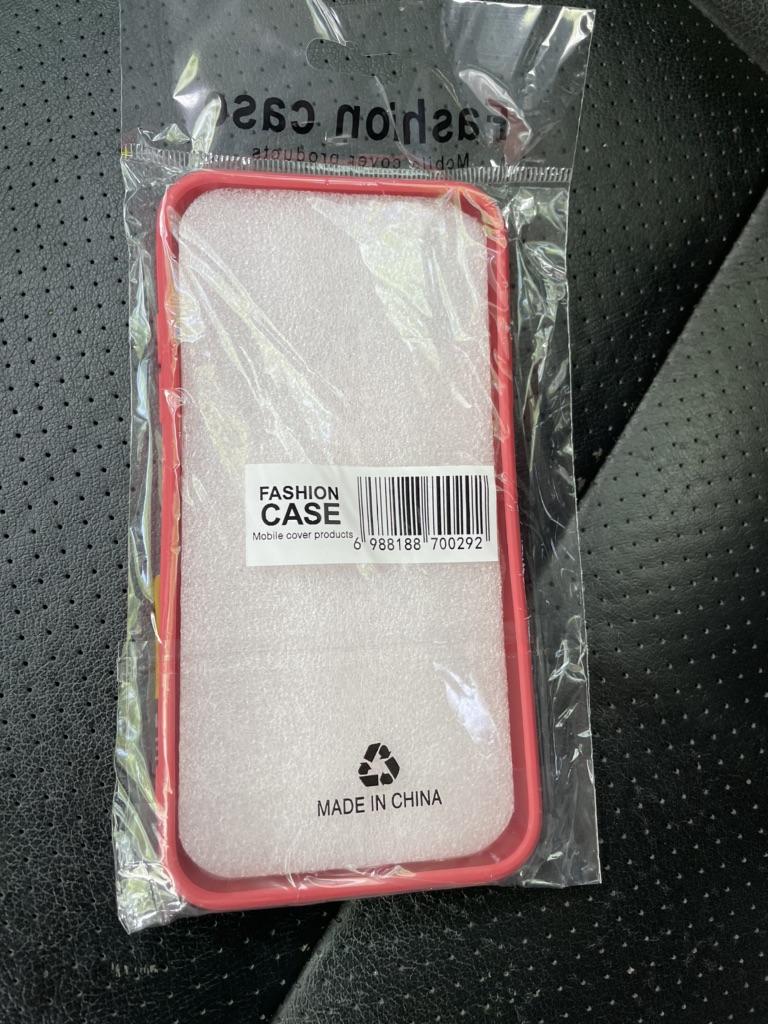 Fashion case
Mobile cover products
FASHION
CASE
Mobile cover products
6 988188 700292
MADE IN CHINA